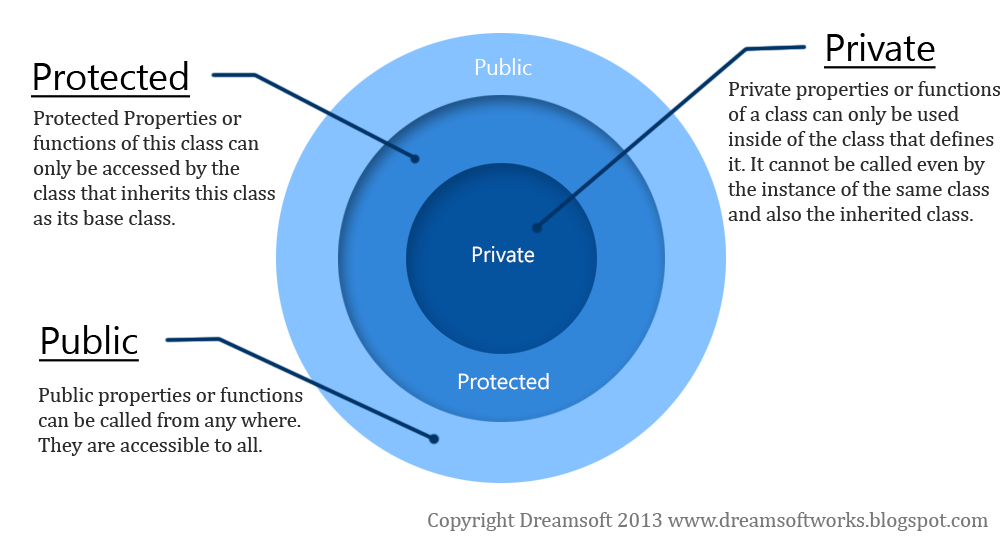 Protected
Protected Properties or
functions of this class can
only be accessed by the
class that inherits this class
as its base class.
Public
Private
Protected
Private
Private properties or functions
of a class can only be used
inside of the class that defines
it. It cannot be called even by
the instance of the same class
and also the inherited class.
Public
Public properties or functions
can be called from any where.
They are accessible to all.
Copyright Dreamsoft 2013 www.dreamsoftworks.blogspot.com